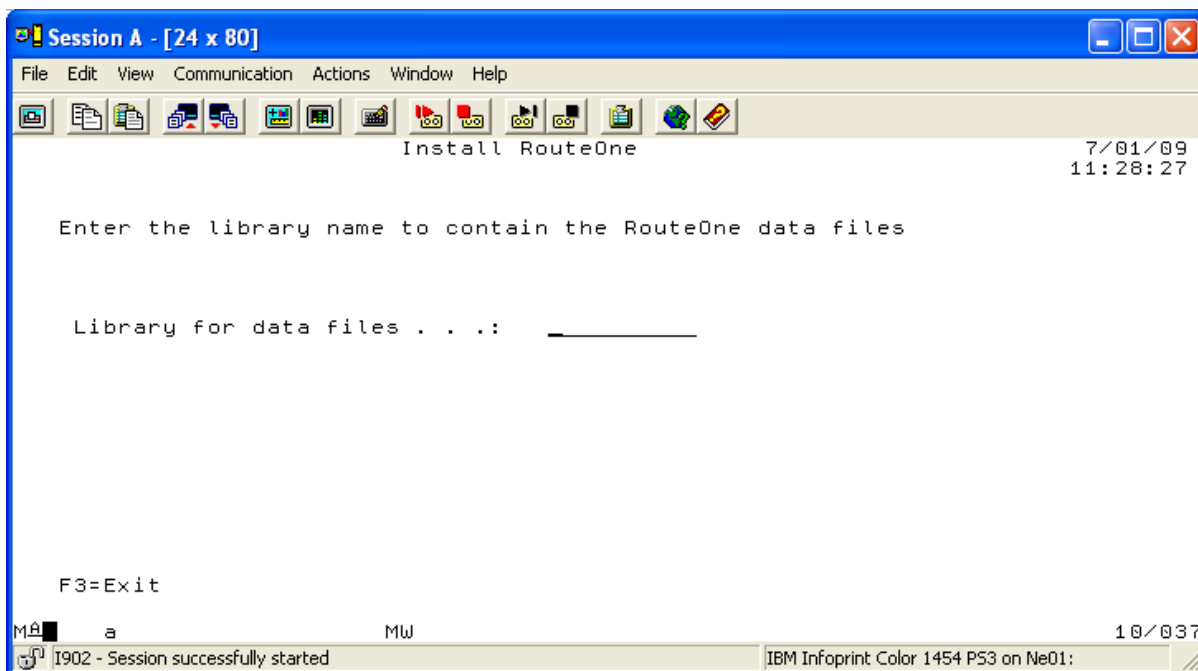 Session A - [24 x 80]
File Edit View Communication Actions Window Help
Install RouteOne 7/01/09
11:28:27
Enter the library name to contain the RouteOne data files
Library for data files . . .:
F3=Exit
MA a MW 10/037
I902 - Session successfully started IBM Infoprint Color 1454 PS3 on Ne01: